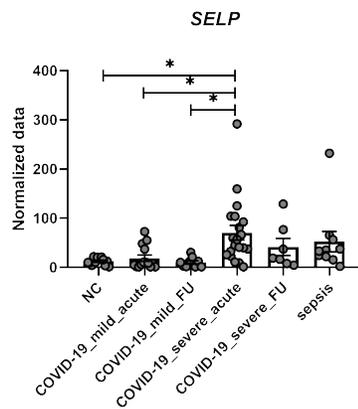 SELP
*
*
*
Normalized data
400
300
200
100
0
NC
COVID-19_mild_acute
COVID-19_mild_FU
COVID-19_severe_acute
COVID-19_severe_FU
sepsis